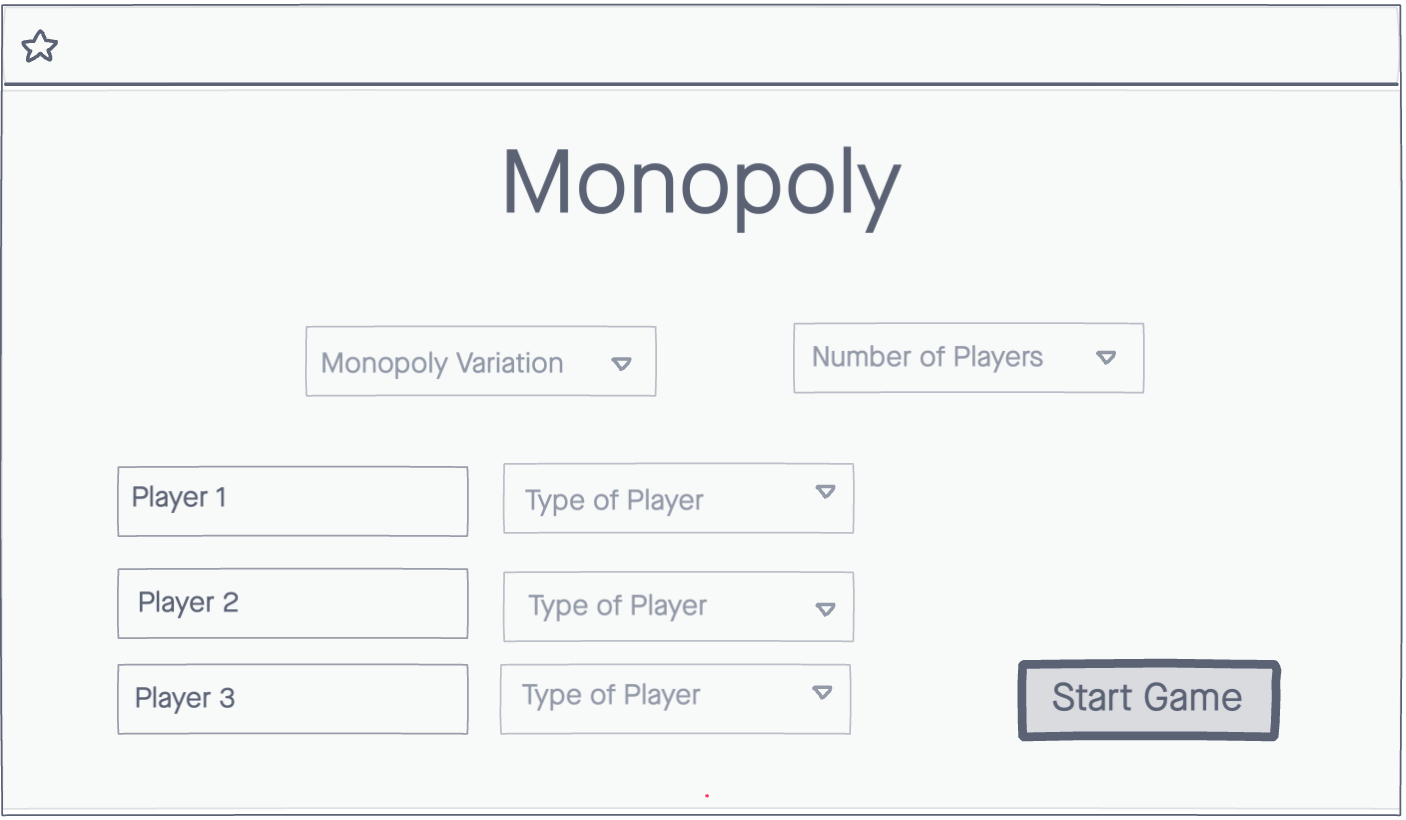 Monopoly
Monopoly Variation
Number of Players
Player 1
Type of Player
Player 2
Type of Player
Player 3
Type of Player
Start Game